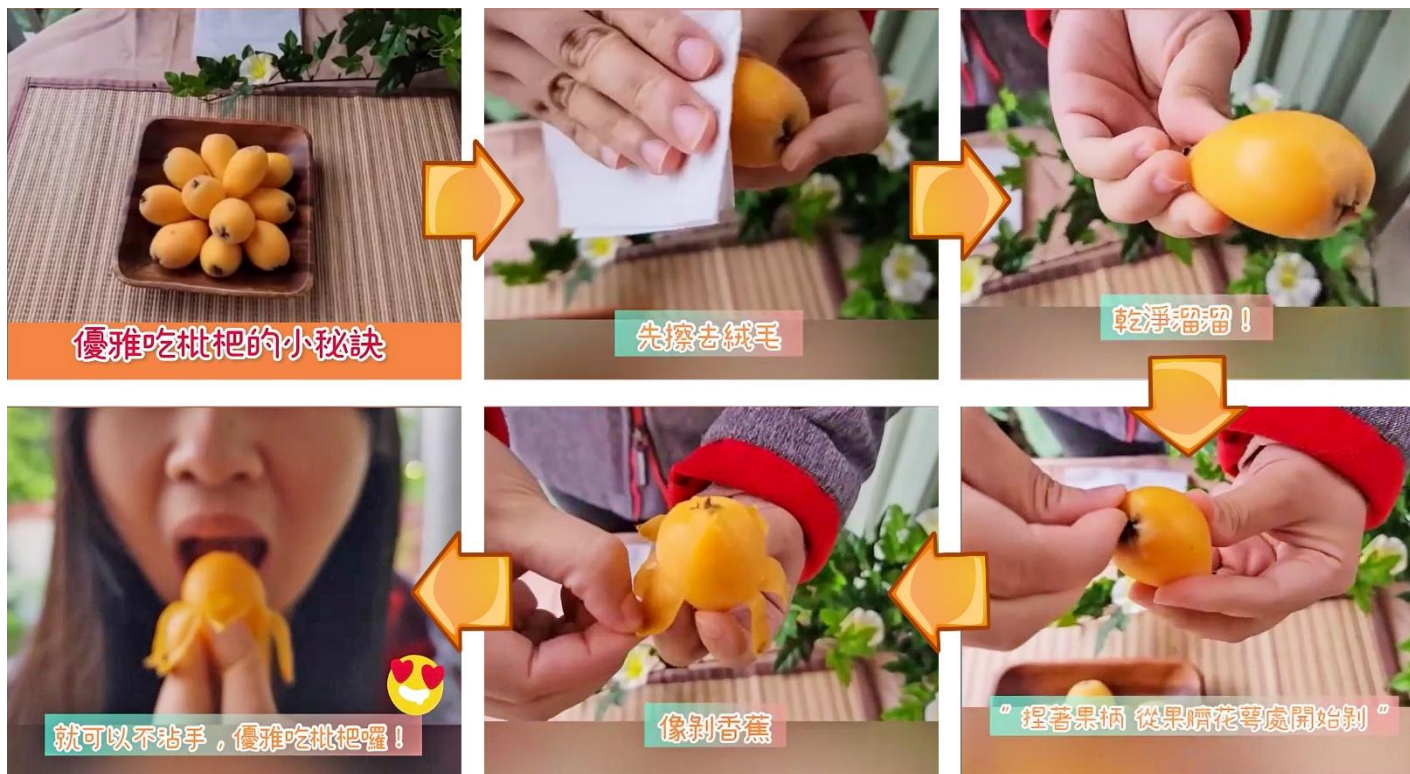 優雅吃枇杷的小秘訣
先擦去絨毛
乾淨溜溜！
"捏著果柄 從果臍花萼處開始剝"
像剝香蕉
就可以不沾手，優雅吃枇杷囉！